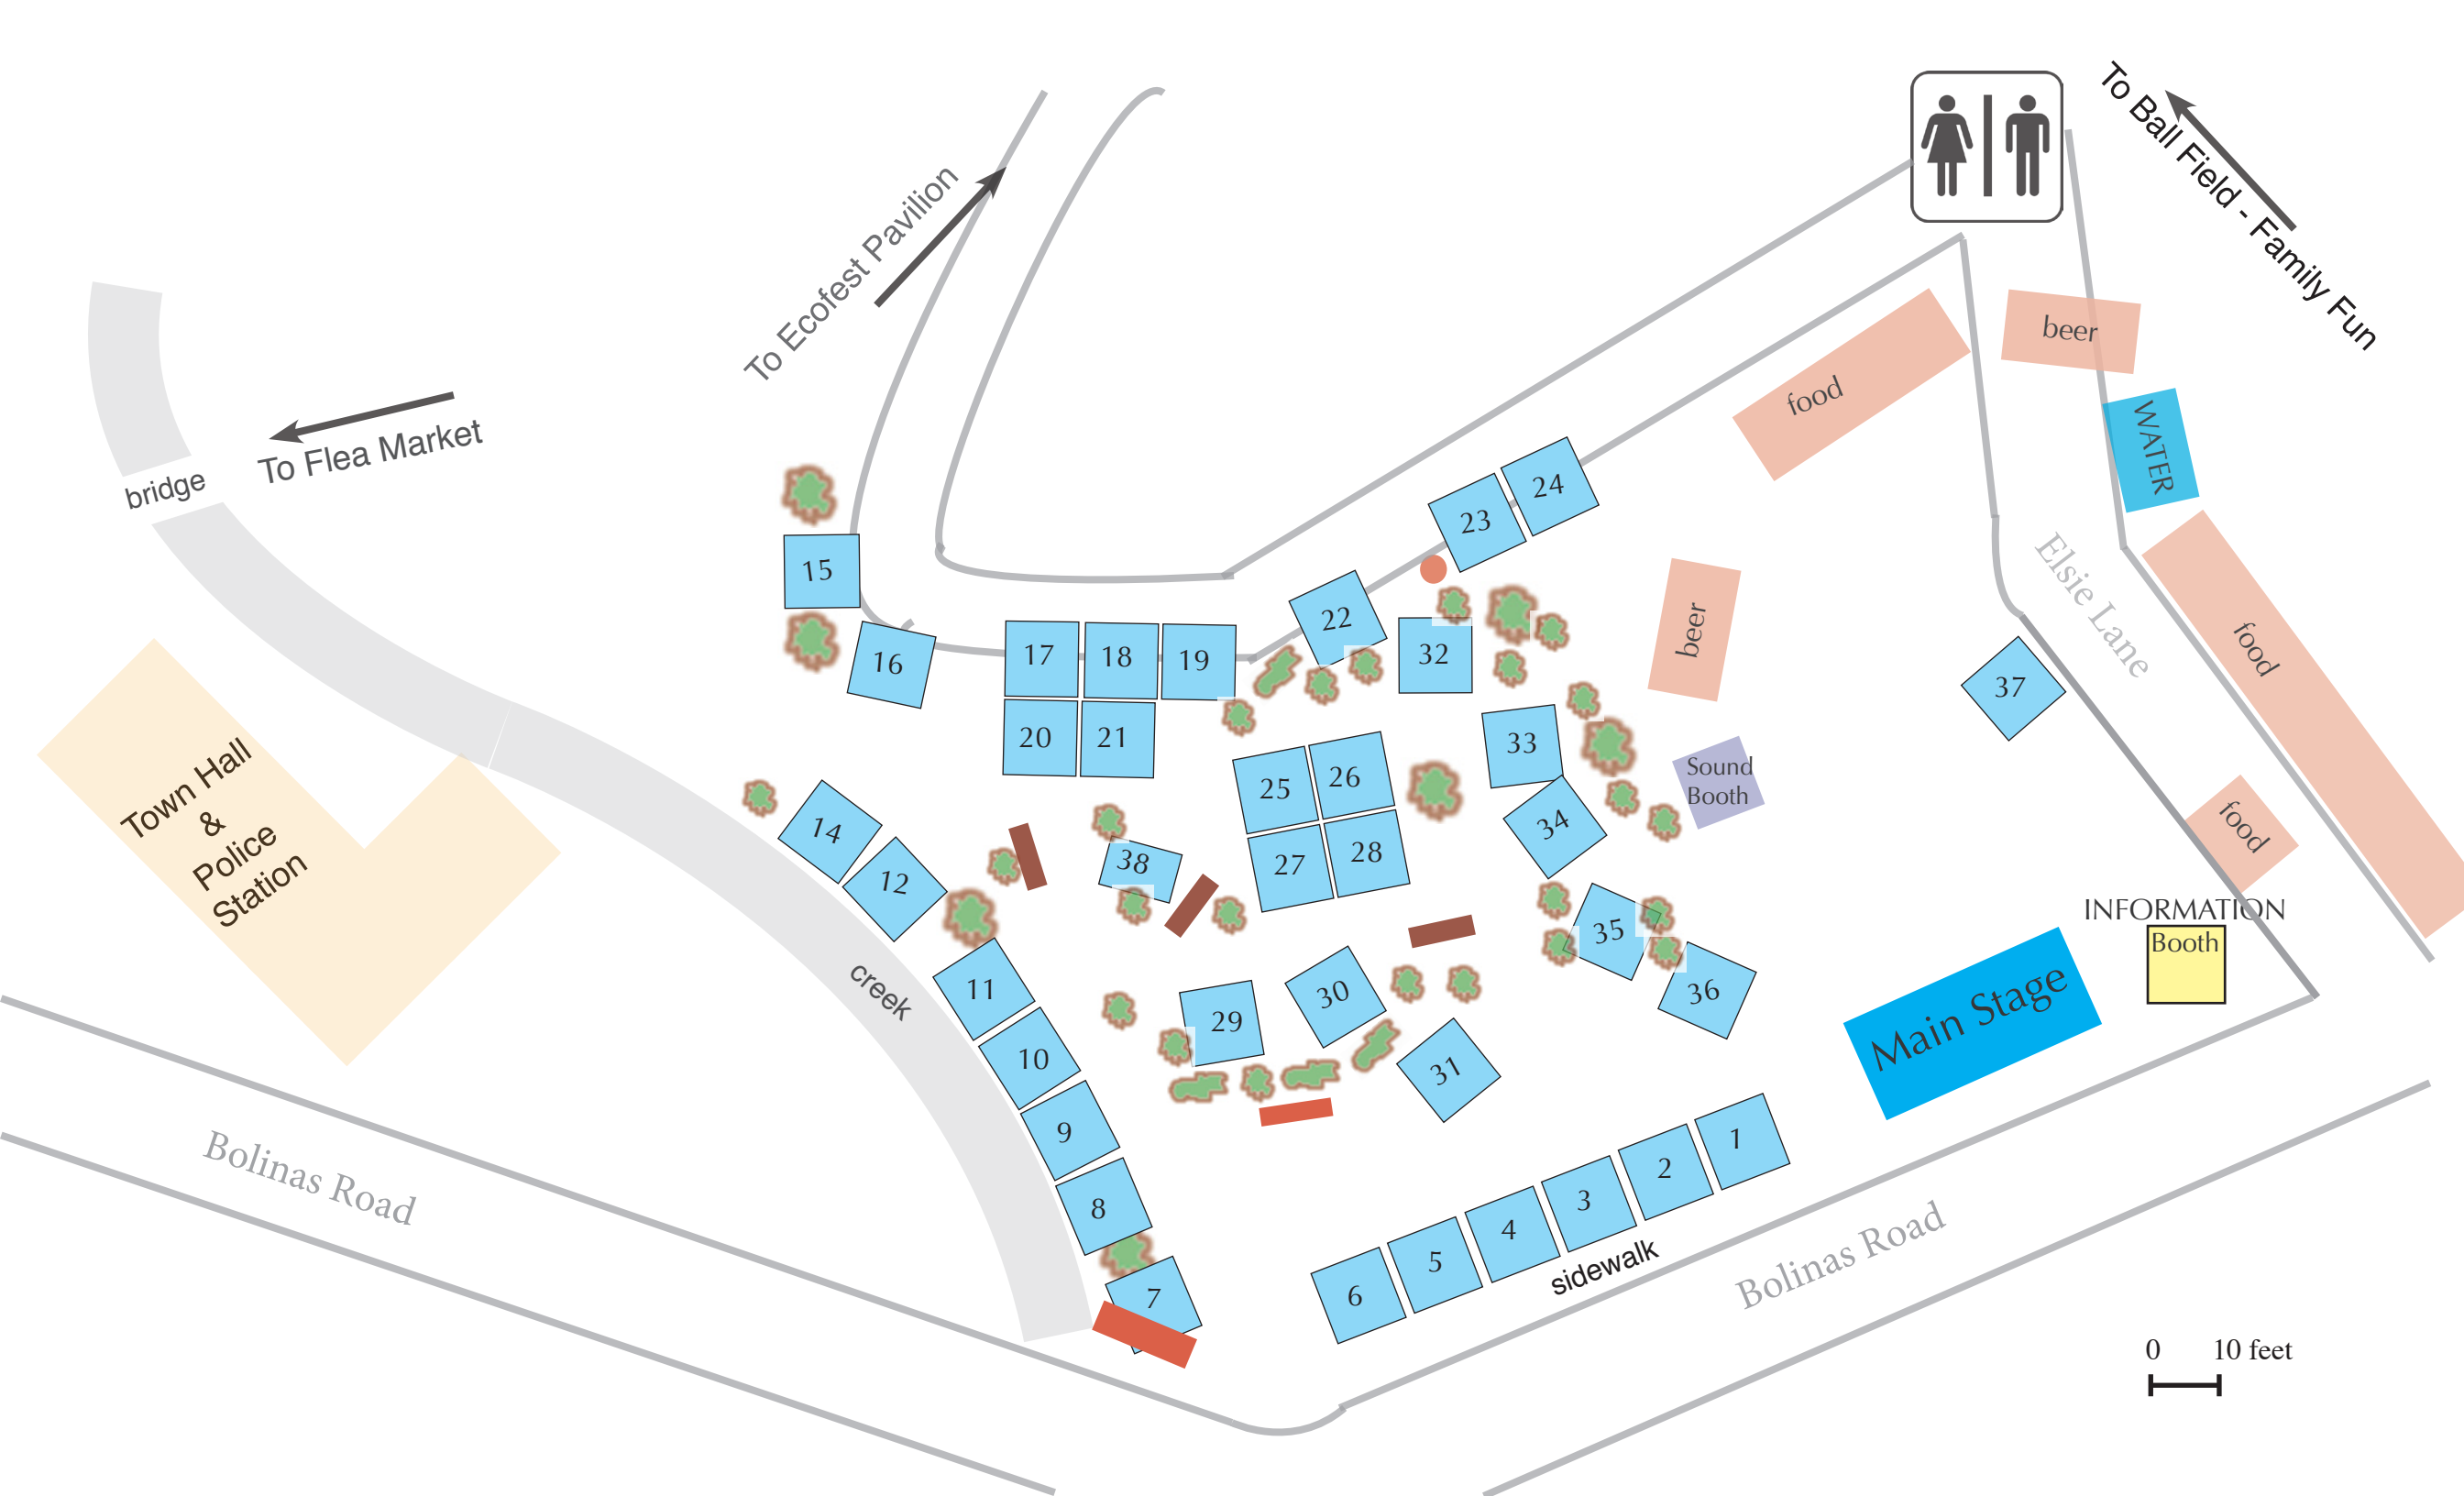 To Ball Field - Family Fun
To Ecofest Pavilion
beer
food
WATER
To Flea Market
bridge
24
23
15
Elsie Lane
22
beer
32
food
16
17
18
19
37
20
21
33
Sound
Booth
25
26
Town Hall
&
Police
Station
14
34
food
38
27
28
12
INFORMATION
Booth
35
11
creek
29
30
36
Main Stage
10
31
9
1
Bolinas Road
8
2
3
4
5
sidewalk
Bolinas Road
7
6
0 10 feet